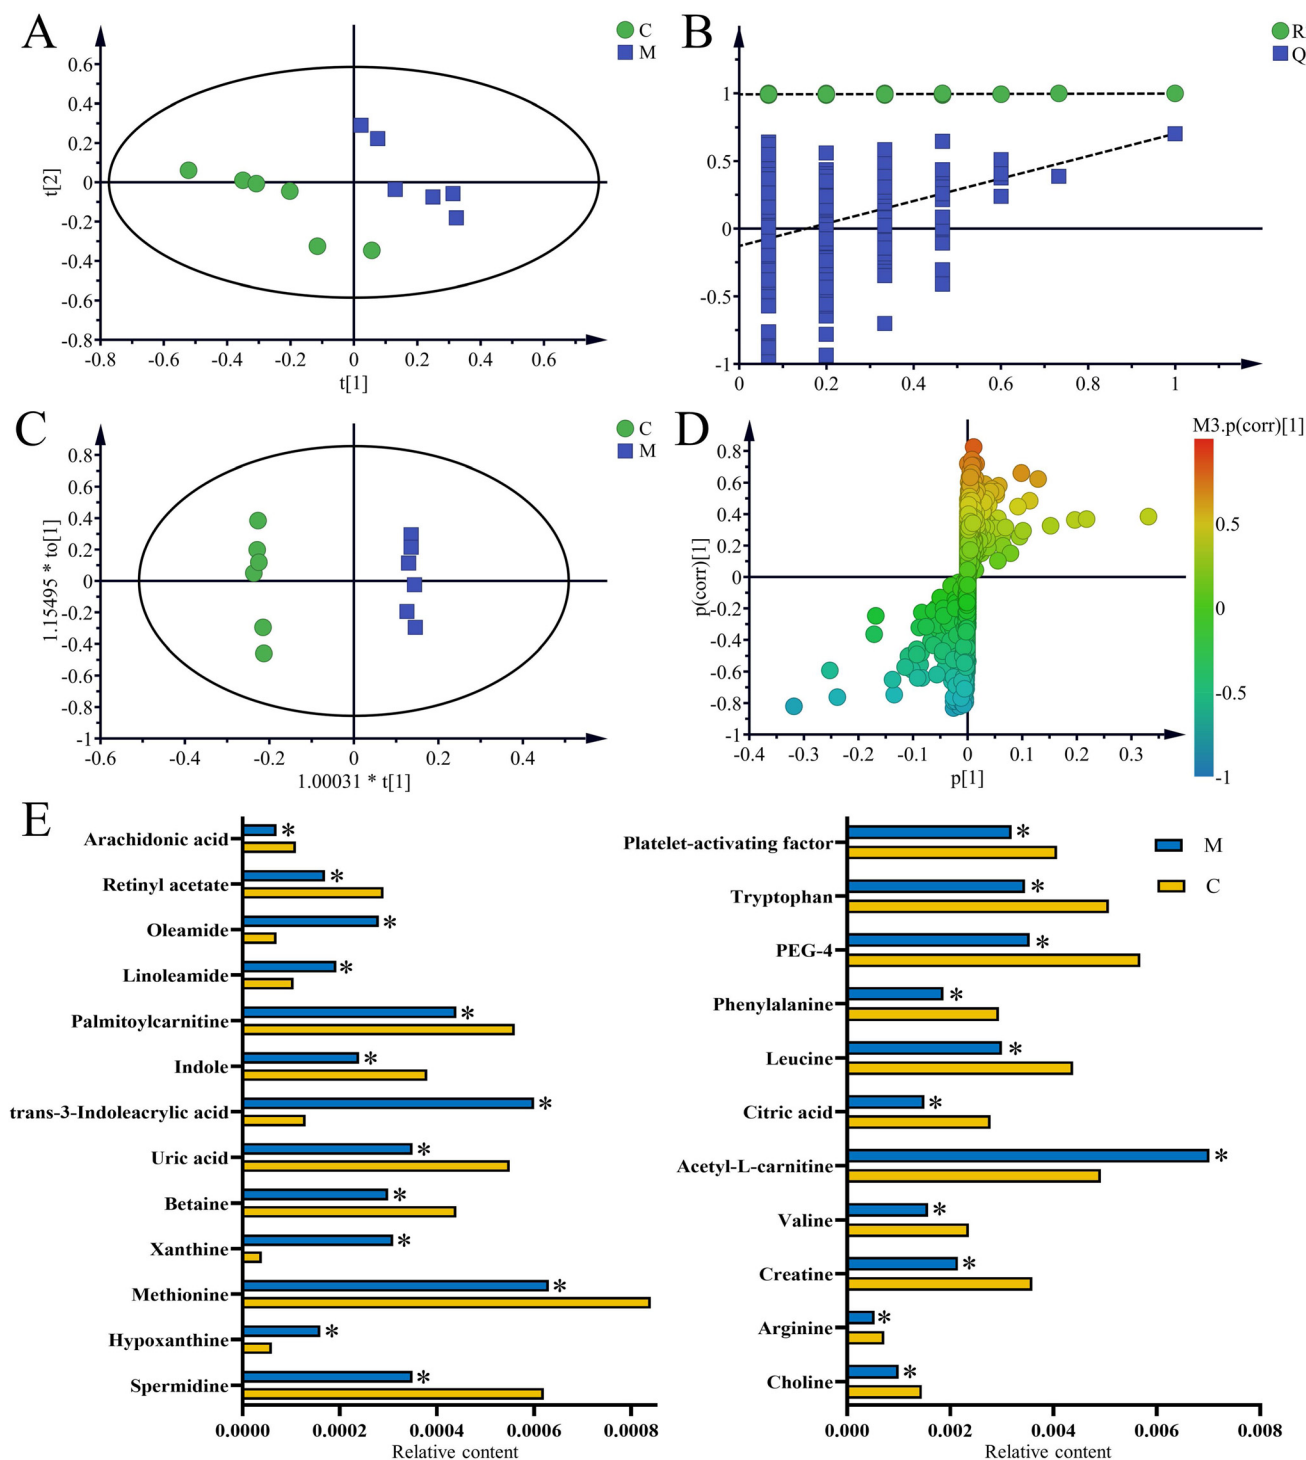 A
C
M
t[2]
0.6
0.4
0.2
0
-0.2
-0.4
-0.6
-0.8
-0.8
-0.6
-0.4
-0.2
0
0.2
0.4
0.6
t[1]
B
R
Q
1
0.5
0
-0.5
-1
0
0.2
0.4
0.6
0.8
1
C
C
M
1.15495 * to[1]
0.8
0.6
0.4
0.2
0
-0.2
-0.4
-0.6
-0.8
-1
-0.6
-0.4
-0.2
0
0.2
0.4
1.00031 * t[1]
D
M3.p(corr)[1]
p(corr)[1]
0.8
0.6
0.4
0.2
0
-0.2
-0.4
-0.6
-0.8
-1
-0.4
-0.3
-0.2
-0.1
0
0.1
0.2
0.3
p[1]
0.5
0
-0.5
-1
E
Arachidonic acid *
Retinyl acetate *
Oleamide *
Linoleamide *
Palmitoylcarnitine *
Indole *
trans-3-Indoleacrylic acid *
Uric acid *
Betaine *
Xanthine *
Methionine *
Hypoxanthine *
Spermidine *
0.0000 0.0002 0.0004 0.0006 0.0008
Relative content
M
C
Platelet-activating factor *
Tryptophan *
PEG-4 *
Phenylalanine *
Leucine *
Citric acid *
Acetyl-L-carnitine *
Valine *
Creatine *
Arginine *
Choline *
0.000 0.002 0.004 0.006 0.008
Relative content